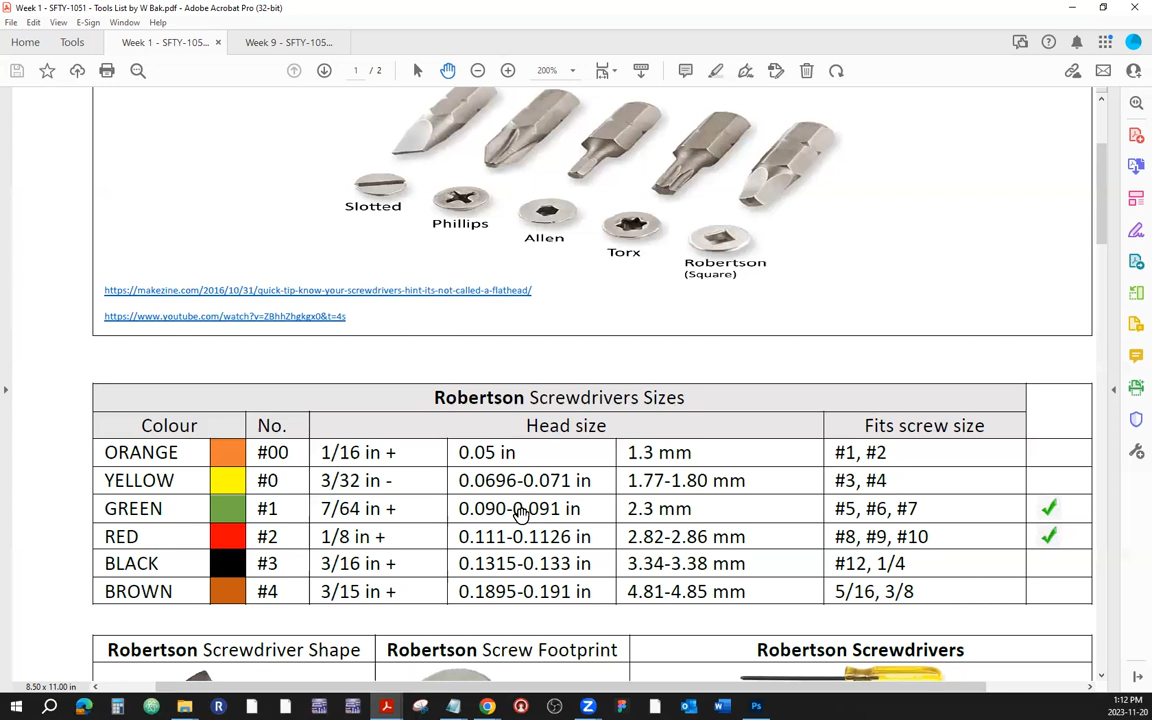 Week 1 - SFTY-1051 - Tools List by W Bak.pdf - Adobe Acrobat Pro (32-bit)
File Edit View E-Sign Window Help
Home Tools Week 1 - SFTY-105... × Week 9 - SFTY-105...
1 / 2 200%
Slotted
Phillips
Allen
Torx
Robertson
(Square)
https://makezine.com/2016/10/31/quick-tip-know-your-screwdrivers-hint-its-not-called-a-flathead/
https://www.youtube.com/watch?v=ZBhhZhgkgx0&t=4s
Robertson Screwdrivers Sizes
Colour No. Head size Fits screw size
ORANGE #00 1/16 in + 0.05 in 1.3 mm #1, #2
YELLOW #0 3/32 in - 0.0696-0.071 in 1.77-1.80 mm #3, #4
GREEN #1 7/64 in + 0.090-0.091 in 2.3 mm #5, #6, #7
RED #2 1/8 in + 0.111-0.1126 in 2.82-2.86 mm #8, #9, #10
BLACK #3 3/16 in + 0.1315-0.133 in 3.34-3.38 mm #12, 1/4
BROWN #4 3/15 in + 0.1895-0.191 in 4.81-4.85 mm 5/16, 3/8
Robertson Screwdriver Shape Robertson Screw Footprint Robertson Screwdrivers
8.50 x 11.00 in
1:12 PM
2023-11-20